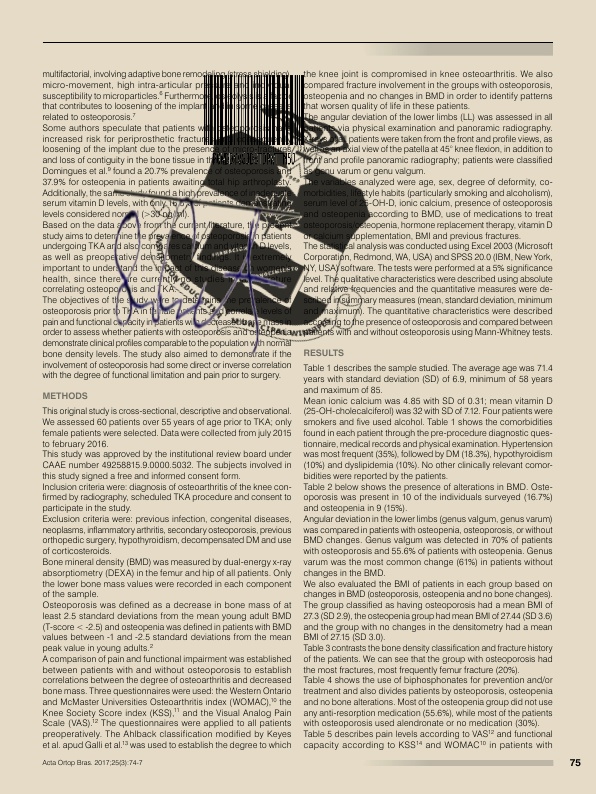 multifactorial, involving adaptive bone remodeling (stress shielding),
micro-movement, high intra-articular
susceptibility to microparticles.6 Furthermore,
that contributes to loosening of the implant
related to osteoporosis.7
Some authors speculate that patients with
increased risk for periprosthetic
loosening of the implant due to the presence
and loss of contiguity in the bone tissue in the
Domingues et al.9 found a 20.7% prevalence of osteoporosis and
37.9% for osteopenia in patients awaiting total hip arthroplasty.
Additionally, the same study found a high prevalence of
serum vitamin D levels, with only
levels considered normal (>30 ng/ml).
Based on the data above from the current literature, the present
study aims to determine the prevalence of osteoporosis in patients
undergoing TKA and also compares calcium and vitamin D levels,
as well as preoperative densitometry findings. It is extremely
important to understand the impact of this disease on women's
health, since there are currently no studies in the literature
correlating osteoporosis and TKA.
The objectives of the study were to determine the prevalence of
osteoporosis prior to TKA in female patients and
pain and functional capacity in patients with decreased bone mass in
order to assess whether patients with osteoporosis and osteopenia
demonstrate clinical profiles comparable to the population with normal
bone density levels. The study also aimed to demonstrate if the
involvement of osteoporosis had some direct or inverse correlation
with the degree of functional limitation and pain prior to surgery.
METHODS
This original study is cross-sectional, descriptive and observational.
We assessed 60 patients over 55 years of age prior to TKA; only
female patients were selected. Data were collected from july 2015
to february 2016.
This study was approved by the institutional review board under
CAAE number 49258815.9.0000.5032. The subjects involved in
this study signed a free and informed consent form.
Inclusion criteria were: diagnosis of osteoarthritis of the knee con-
firmed by radiography, scheduled TKA procedure and consent to
participate in the study.
Exclusion criteria were: previous infection, congenital diseases,
neoplasms, inflammatory arthritis, secondary osteoporosis, previous
orthopedic surgery, hypothyroidism, decompensated DM and use
of corticosteroids.
Bone mineral density (BMD) was measured by dual-energy x-ray
absorptiometry (DEXA) in the femur and hip of all patients. Only
the lower bone mass values were recorded in each component
of the sample.
Osteoporosis was defined as a decrease in bone mass of at
least 2.5 standard deviations from the mean young adult BMD
(T-score < -2.5) and osteopenia was defined in patients with BMD
values between -1 and -2.5 standard deviations from the mean
peak value in young adults.2
A comparison of pain and functional impairment was established
between patients with and without osteoporosis to establish
correlations between the degree of osteoarthritis and decreased
bone mass. Three questionnaires were used: the Western Ontario
and McMaster Universities Osteoarthritis index (WOMAC),10 the
Knee Society Score index (KSS),11 and the Visual Analog Pain
Scale (VAS).12 The questionnaires were applied to all patients
preoperatively. The Ahlback classification modified by Keyes
et al. apud Galli et al.13 was used to establish the degree to which
the knee joint is compromised in knee osteoarthritis. We also
compared fracture involvement in the groups with osteoporosis,
osteopenia and no changes in BMD in order to identify patterns
that worsen quality of life in these patients.
The angular deviation of the lower limbs (LL) was assessed in all
patients via physical examination and panoramic radiography.
patients were taken from the front and profile views, as
axial view of the patella at 45° knee flexion, in addition to
front and profile panoramic radiography; patients were classified
as genu varum or genu valgum.
The variables analyzed were age, sex, degree of deformity, co-
morbidities, lifestyle habits (particularly smoking and alcoholism),
serum level of 25-OH-D, ionic calcium, presence of osteoporosis
and osteopenia according to BMD, use of medications to treat
osteoporosis/osteopenia, hormone replacement therapy, vitamin D
or calcium supplementation, BMI and previous fractures.
The statistical analysis was conducted using Excel 2003 (Microsoft
Corporation, Redmond, WA, USA) and SPSS 20.0 (IBM, New York,
NY, USA) software. The tests were performed at a 5% significance
level. The qualitative characteristics were described using absolute
and relative frequencies and the quantitative measures were de-
scribed in summary measures (mean, standard deviation, minimum
and maximum). The quantitative characteristics were described
according to the presence of osteoporosis and compared between
patients with and without osteoporosis using Mann-Whitney tests.
RESULTS
Table 1 describes the sample studied. The average age was 71.4
years with standard deviation (SD) of 6.9, minimum of 58 years
and maximum of 85.
Mean ionic calcium was 4.85 with SD of 0.31; mean vitamin D
(25-OH-cholecalciferol) was 32 with SD of 7.12. Four patients were
smokers and five used alcohol. Table 1 shows the comorbidities
found in each patient through the pre-procedure diagnostic ques-
tionnaire, medical records and physical examination. Hypertension
was most frequent (35%), followed by DM (18.3%), hypothyroidism
(10%) and dyslipidemia (10%). No other clinically relevant comor-
bidities were reported by the patients.
Table 2 below shows the presence of alterations in BMD. Oste-
oporosis was present in 10 of the individuals surveyed (16.7%)
and osteopenia in 9 (15%).
Angular deviation in the lower limbs (genus valgum, genus varum)
was compared in patients with osteopenia, osteoporosis, or without
BMD changes. Genus valgum was detected in 70% of patients
with osteoporosis and 55.6% of patients with osteopenia. Genus
varum was the most common change (61%) in patients without
changes in the BMD.
We also evaluated the BMI of patients in each group based on
changes in BMD (osteoporosis, osteopenia and no bone changes).
The group classified as having osteoporosis had a mean BMI of
27.3 (SD 2.9), the osteopenia group had mean BMI of 27.44 (SD 3.6)
and the group with no changes in the densitometry had a mean
BMI of 27.15 (SD 3.0).
Table 3 contrasts the bone density classification and fracture history
of the patients. We can see that the group with osteoporosis had
the most fractures, most frequently femur fracture (20%).
Table 4 shows the use of biphosphonates for prevention and/or
treatment and also divides patients by osteoporosis, osteopenia
and no bone alterations. Most of the osteopenia group did not use
any anti-resorption medication (55.6%), while most of the patients
with osteoporosis used alendronate or no medication (30%).
Table 5 describes pain levels according to VAS12 and functional
capacity according to KSS14 and WOMAC10 in patients with
Acta Ortop Bras. 2017;25(3):74-7
75